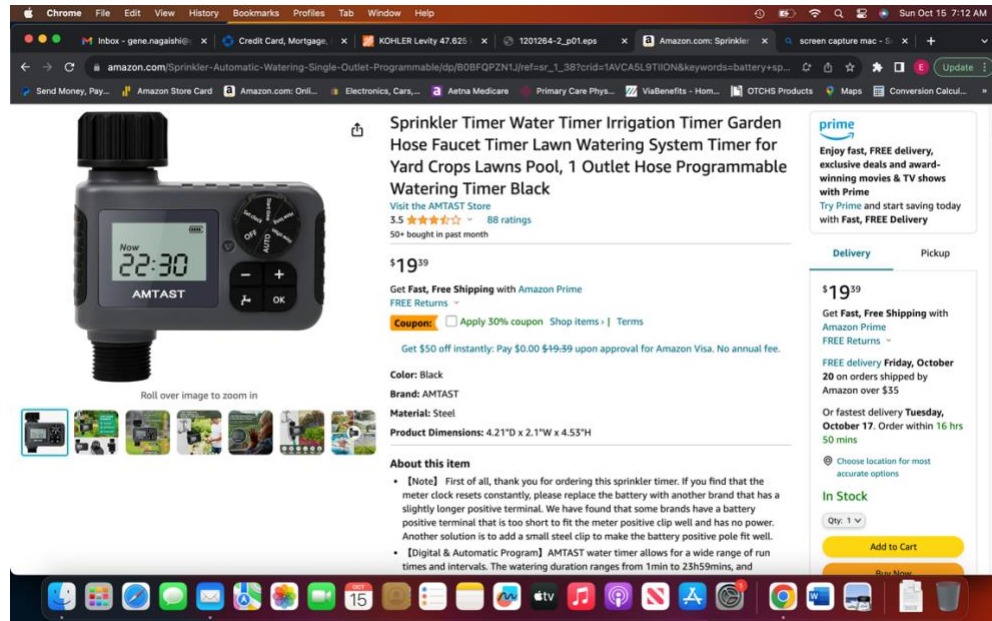 Chrome File Edit View History Bookmarks Profiles Tab Window Help Sun Oct 15 7:12 AM
Inbox - gene.nagaishi@ Credit Card, Mortgage, KOHLER Levity 47.625 1201264-2_p01.eps Amazon.com: Sprinkler screen capture mac - S
amazon.com/Sprinkler-Automatic-Watering-Single-Outlet-Programmable/dp/B0BFQPZN1J/ref=sr_1_38?crid=1AVCA5L9TIION&keywords=battery+sp... E Update
Send Money, Pay... Amazon Store Card Amazon.com: Onli... Electronics, Cars,... Aetna Medicare Primary Care Phys... ViaBenefits - Hom... OTCHS Products Maps Conversion Calcul... »
Set clock
Start time
OFF
AUTO
Now
22:30
AMTAST
OK
Roll over image to zoom in
Sprinkler Timer Water Timer Irrigation Timer Garden
Hose Faucet Timer Lawn Watering System Timer for
Yard Crops Lawns Pool, 1 Outlet Hose Programmable
Watering Timer Black
Visit the AMTAST Store
3.5 88 ratings
50+ bought in past month
$19.39
Get Fast, Free Shipping with Amazon Prime
FREE Returns
Coupon: Apply 30% coupon Shop items › | Terms
Get $50 off instantly: Pay $0.00 $19.39 upon approval for Amazon Visa. No annual fee.
Color: Black
Brand: AMTAST
Material: Steel
Product Dimensions: 4.21"D x 2.1"W x 4.53"H
About this item
• 【Note】 First of all, thank you for ordering this sprinkler timer. If you find that the
meter clock resets constantly, please replace the battery with another brand that has a
slightly longer positive terminal. We have found that some brands have a battery
positive terminal that is too short to fit the meter positive clip well and has no power.
Another solution is to add a small steel clip to make the battery positive pole fit well.
• 【Digital & Automatic Program】 AMTAST water timer allows for a wide range of run
times and intervals. The watering duration ranges from 1min to 23h59mins, and
prime
Enjoy fast, FREE delivery,
exclusive deals and award-
winning movies & TV shows
with Prime
Try Prime and start saving today
with Fast, FREE Delivery
Delivery Pickup
$19.39
Get Fast, Free Shipping with
Amazon Prime
FREE Returns
FREE delivery Friday, October
20 on orders shipped by
Amazon over $35
Or fastest delivery Tuesday,
October 17. Order within 16 hrs
50 mins
Choose location for most
accurate options
In Stock
Qty: 1
Add to Cart
Buy Now
OCT
15
tv